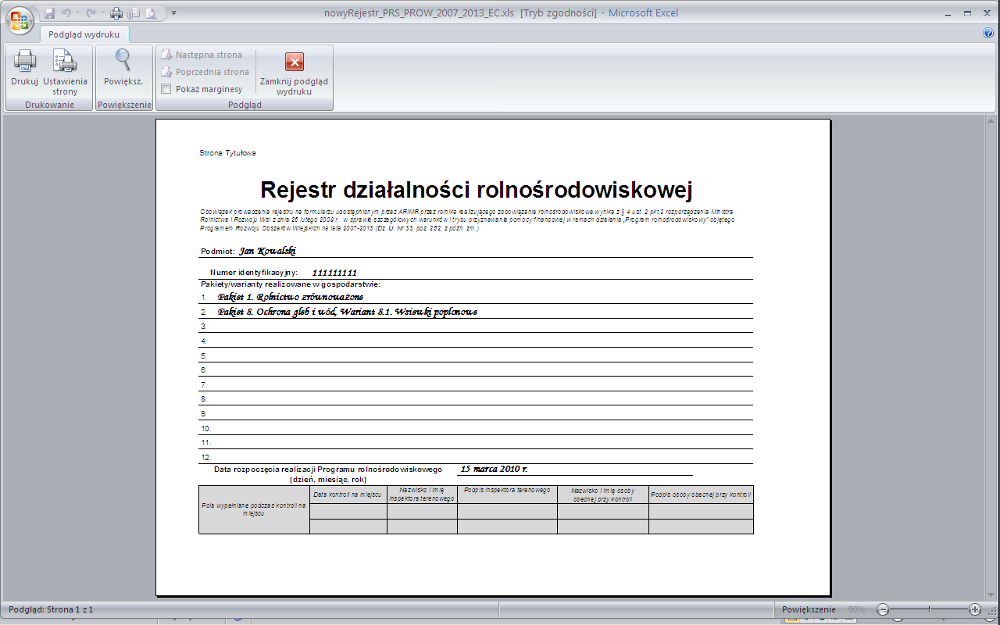 nowyRejestr_PRS_PROW_2007_2013_EC.xls [Tryb zgodności] - Microsoft Excel
Podgląd wydruku
Drukuj
Ustawienia strony
Drukowanie
Powiększ.
Powiększenie
Następna strona
Poprzednia strona
Pokaż marginesy
Zamknij podgląd wydruku
Podgląd
Strona Tytułowa
Rejestr działalności rolnośrodowiskowej
Obowiązek prowadzenia rejestru na formularzu udostępnionym przez ARiMR przez rolnika realizującego zobowiązanie rolnośrodowiskowe wynika z § 4 ust. 2 pkt 2 rozporządzenia Ministra
Rolnictwa i Rozwoju Wsi z dnia 26 lutego 2009 r. w sprawie szczegółowych warunków i trybu przyznawania pomocy finansowej w ramach działania „Program rolnośrodowiskowy” objętego
Programem Rozwoju Obszarów Wiejskich na lata 2007-2013 (Dz. U. Nr 33, poz. 262, z późn. zm.)
Podmiot: Jan Kowalski
Numer identyfikacyjny: 111111111
Pakiety/warianty realizowane w gospodarstwie:
1. Pakiet 1. Rolnictwo zrównoważone
2. Pakiet 8. Ochrona gleb i wód, Wariant 8.1. Wsiewki poplonowe
3.
4.
5.
6.
7.
8.
9.
10.
11.
12.
Data rozpoczęcia realizacji Programu rolnośrodowiskowego 15 marca 2010 r.
(dzień, miesiąc, rok)
Pola wypełniane podczas kontroli na miejscu
Data kontroli na miejscu
Nazwisko i imię inspektora terenowego
Podpis inspektora terenowego
Nazwisko i imię osoby obecnej przy kontroli
Podpis osoby obecnej przy kontroli
Podgląd: Strona 1 z 1
Powiększenie 90%